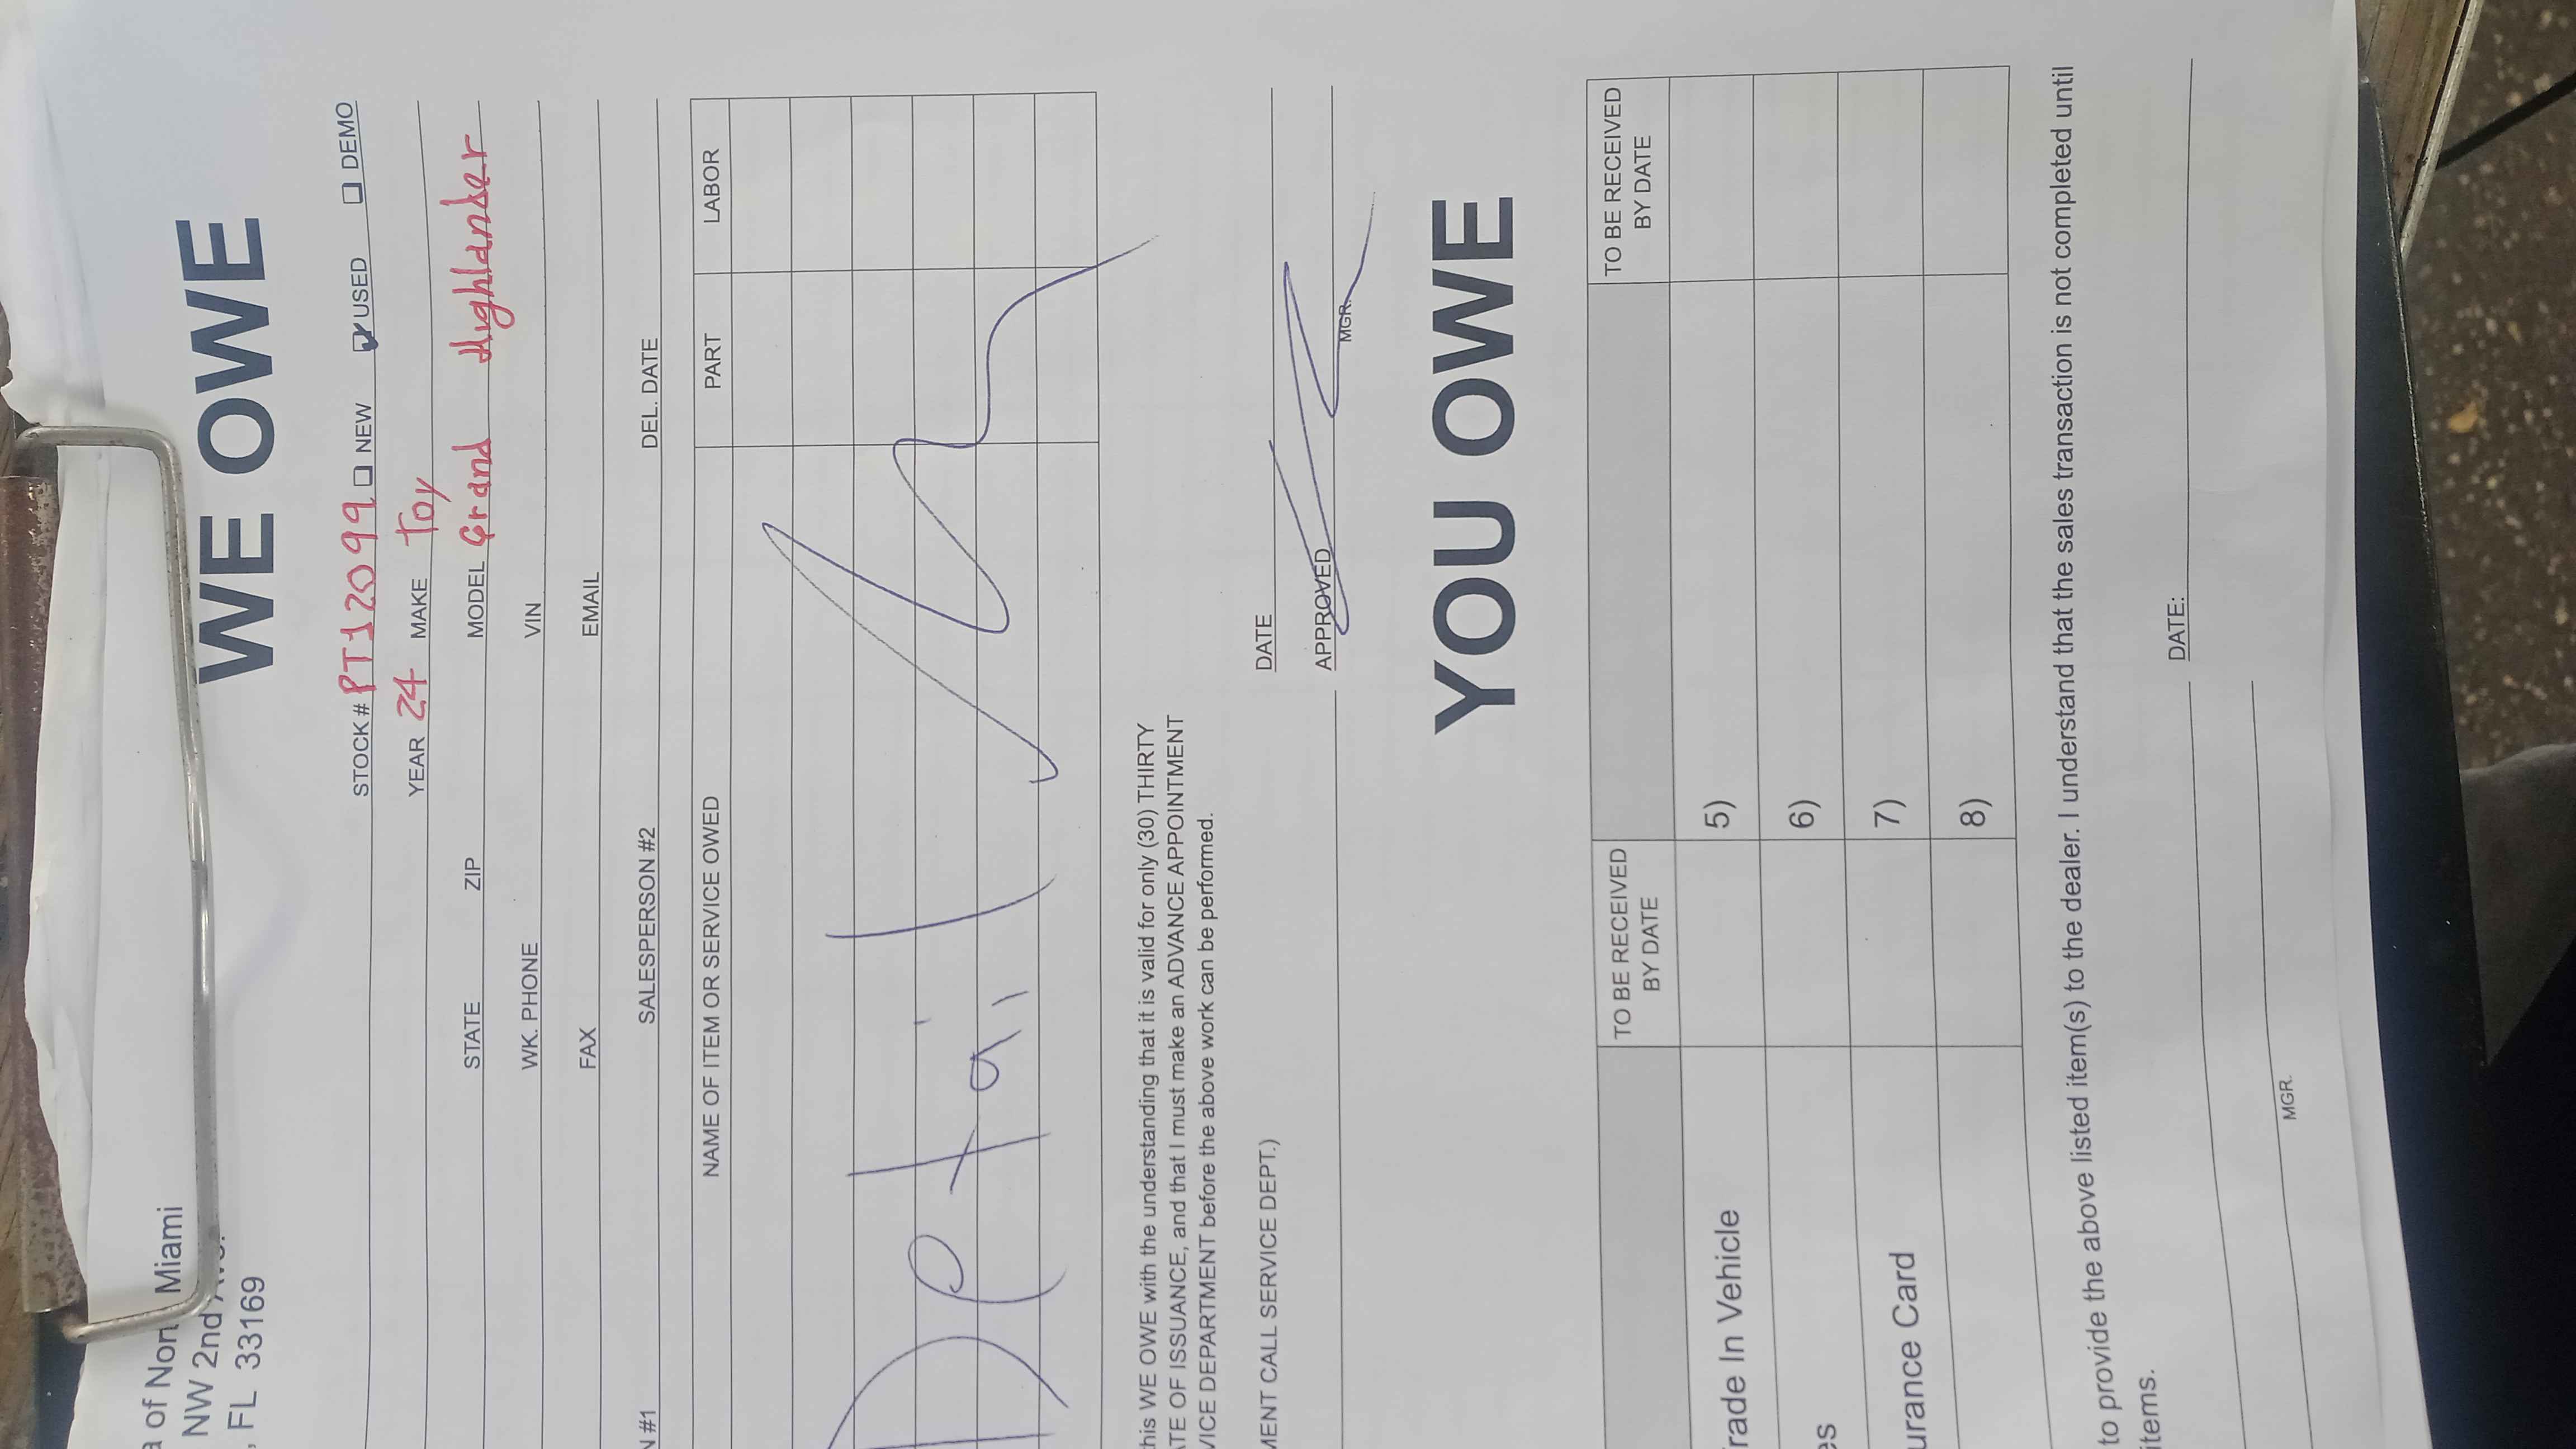 a of Nor Miami
NW 2nd
, FL 33169
WE OWE
STOCK # PT12099 ☐ NEW ☑ USED ☐ DEMO
YEAR 24 MAKE Toy
STATE ZIP MODEL Grand Highlander
WK. PHONE VIN
FAX EMAIL
N #1 SALESPERSON #2 DEL. DATE
NAME OF ITEM OR SERVICE OWED PART LABOR
Detail
his WE OWE with the understanding that it is valid for only (30) THIRTY
TE OF ISSUANCE, and that I must make an ADVANCE APPOINTMENT
VICE DEPARTMENT before the above work can be performed.
DATE
MENT CALL SERVICE DEPT.)
APPROVED
MGR.
YOU OWE
TO BE RECEIVED BY DATE TO BE RECEIVED BY DATE
rade In Vehicle 5)
es 6)
urance Card 7)
8)
to provide the above listed item(s) to the dealer. I understand that the sales transaction is not completed until
items.
DATE:
MGR.